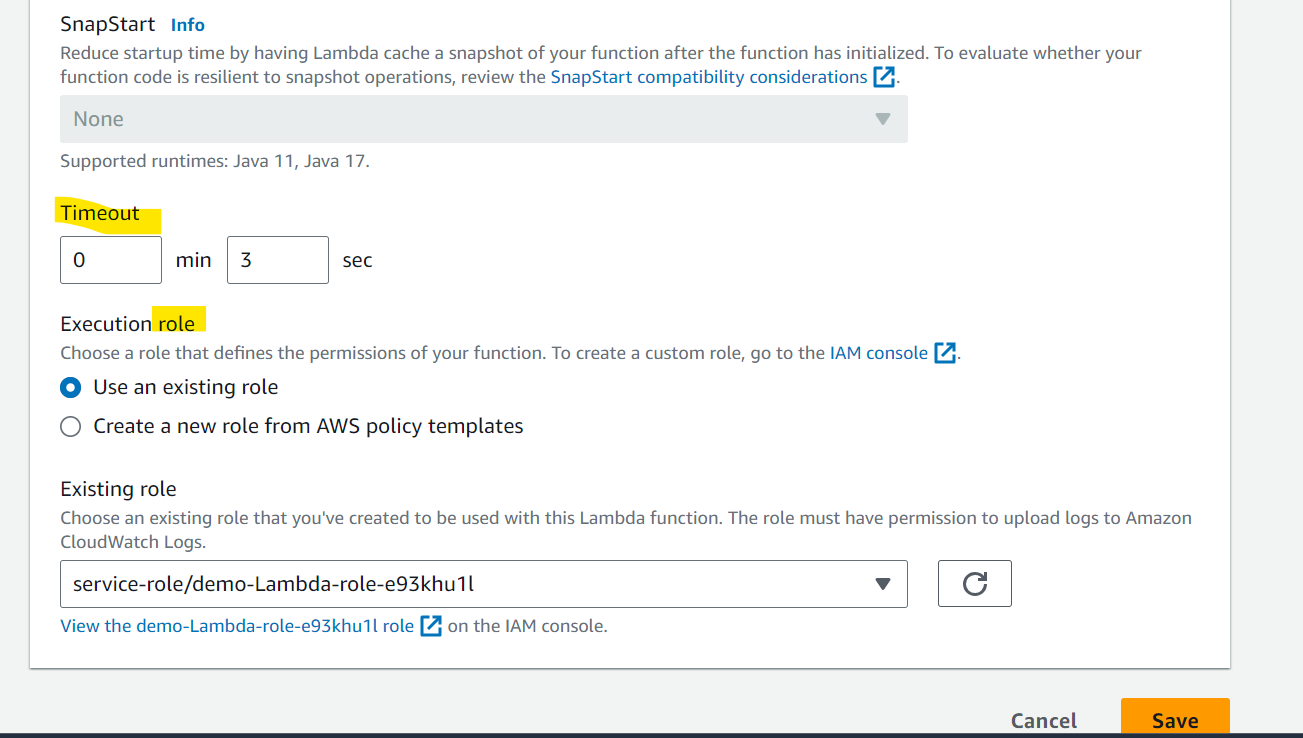 SnapStart Info
Reduce startup time by having Lambda cache a snapshot of your function after the function has initialized. To evaluate whether your
function code is resilient to snapshot operations, review the SnapStart compatibility considerations.
None
Supported runtimes: Java 11, Java 17.
Timeout
0 min 3 sec
Execution role
Choose a role that defines the permissions of your function. To create a custom role, go to the IAM console.
Use an existing role
Create a new role from AWS policy templates
Existing role
Choose an existing role that you've created to be used with this Lambda function. The role must have permission to upload logs to Amazon
CloudWatch Logs.
service-role/demo-Lambda-role-e93khu1l
View the demo-Lambda-role-e93khu1l role on the IAM console.
Cancel Save